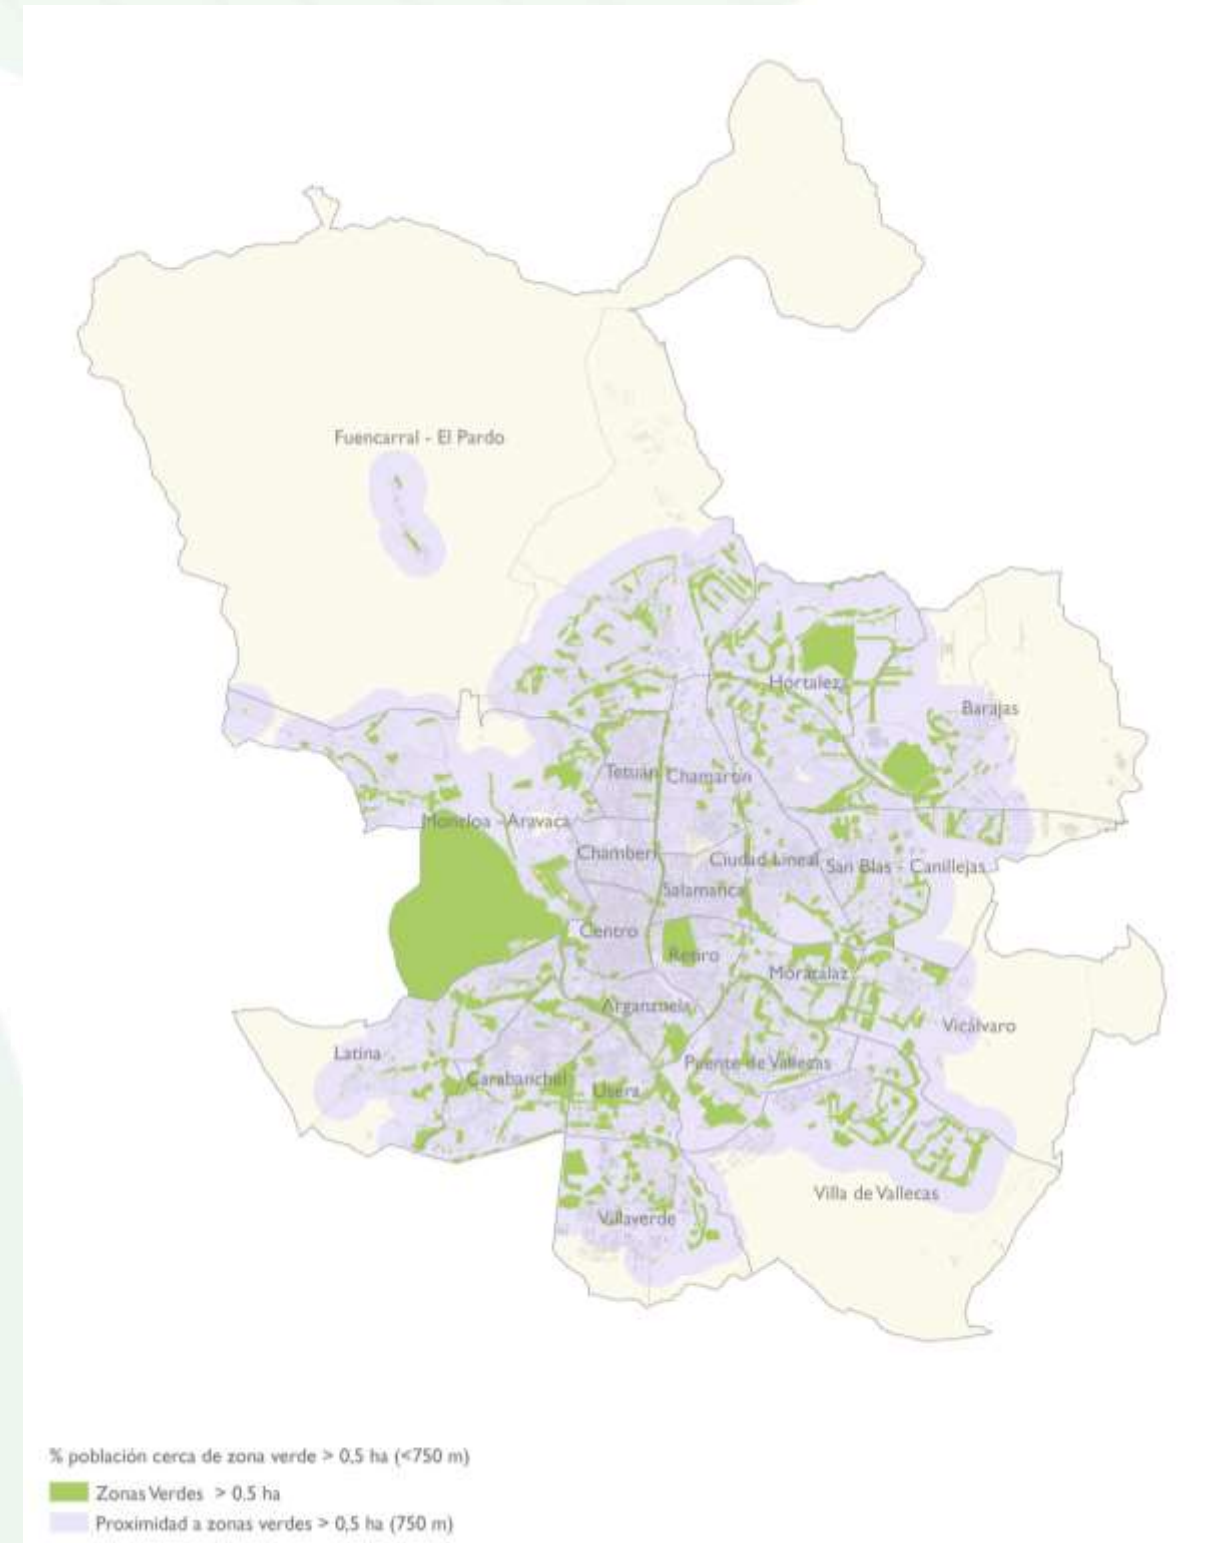 Fuencarral - El Pardo
Hortaleza
Barajas
Tetuán
Chamartín
Moncloa - Aravaca
Chamberí
Ciudad Lineal
San Blas - Canillejas
Salamanca
Centro
Retiro
Moratalaz
Arganzuela
Vicálvaro
Latina
Puente de Vallecas
Carabanchel
Usera
Villa de Vallecas
Villaverde
% población cerca de zona verde > 0,5 ha (<750 m)
Zonas Verdes > 0.5 ha
Proximidad a zonas verdes > 0,5 ha (750 m)